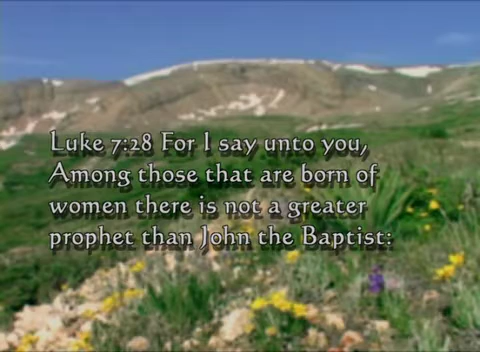 Luke 7:28 For I say unto you,
Among those that are born of
women there is not a greater
prophet than John the Baptist: